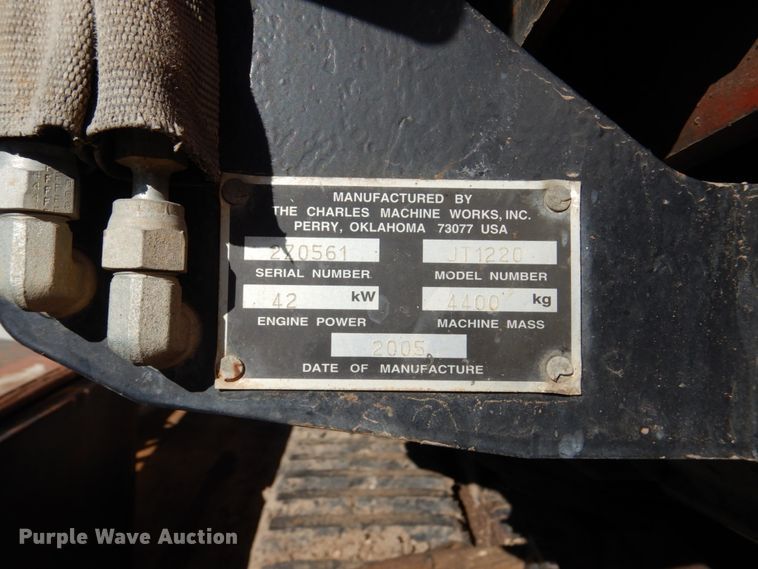 MANUFACTURED BY
THE CHARLES MACHINE WORKS, INC.
PERRY, OKLAHOMA 73077 USA
270561 JT1220
SERIAL NUMBER MODEL NUMBER
42 kW 4400 kg
ENGINE POWER MACHINE MASS
2005
DATE OF MANUFACTURE
Purple Wave Auction®